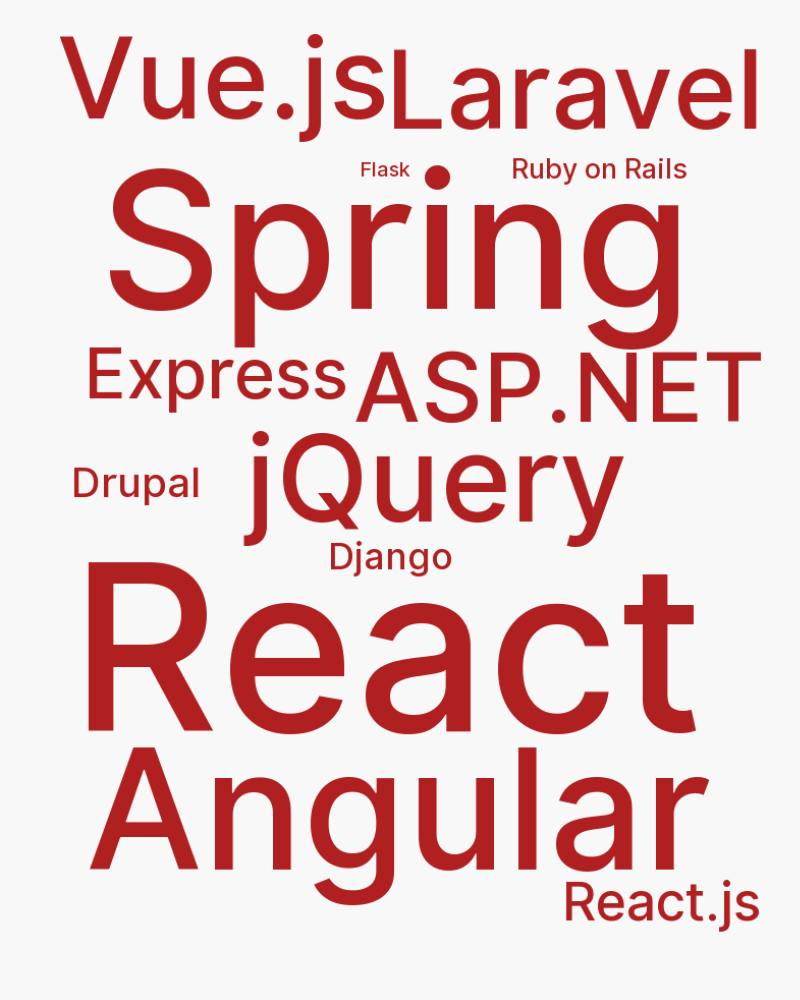 Vue.js Laravel
Flask Ruby on Rails
Spring
Express ASP.NET
jQuery
Drupal
Django
React
Angular
React.js